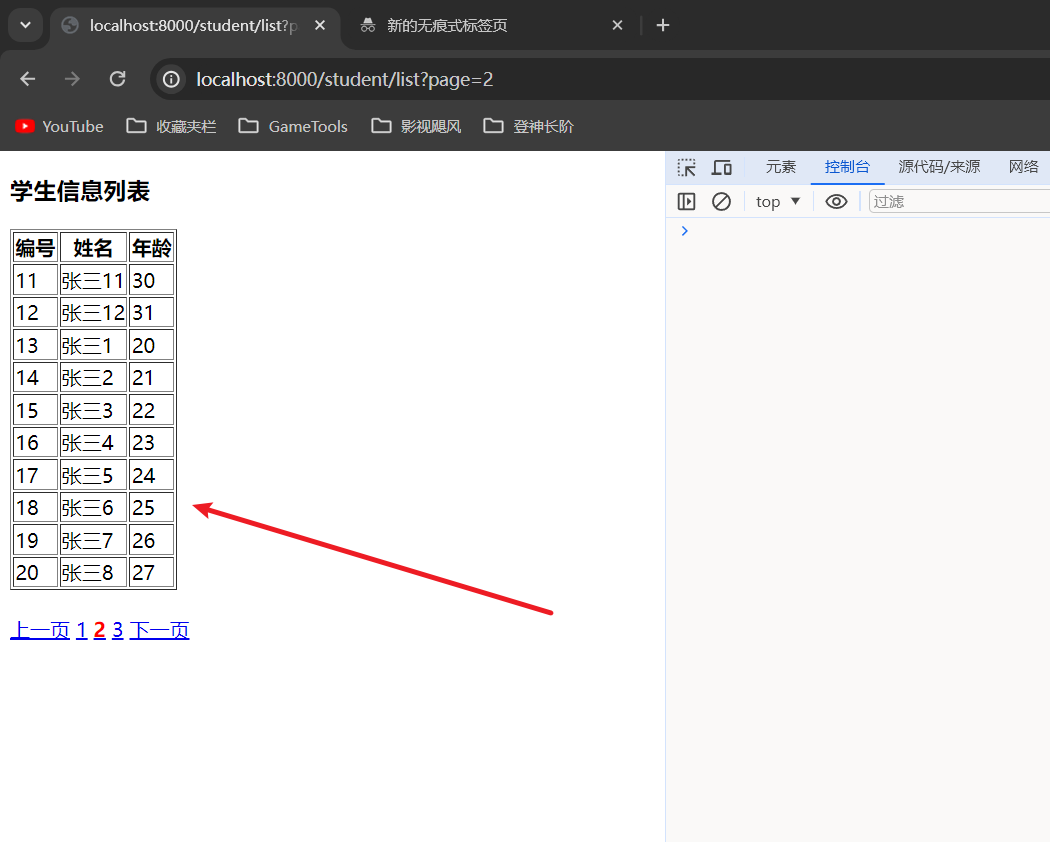 localhost:8000/student/list?p
新的无痕式标签页
localhost:8000/student/list?page=2
YouTube 收藏夹栏 GameTools 影视飓风 登神长阶
元素 控制台 源代码/来源 网络
top 过滤
学生信息列表
编号 姓名 年龄
11 张三11 30
12 张三12 31
13 张三1 20
14 张三2 21
15 张三3 22
16 张三4 23
17 张三5 24
18 张三6 25
19 张三7 26
20 张三8 27
上一页 1 2 3 下一页